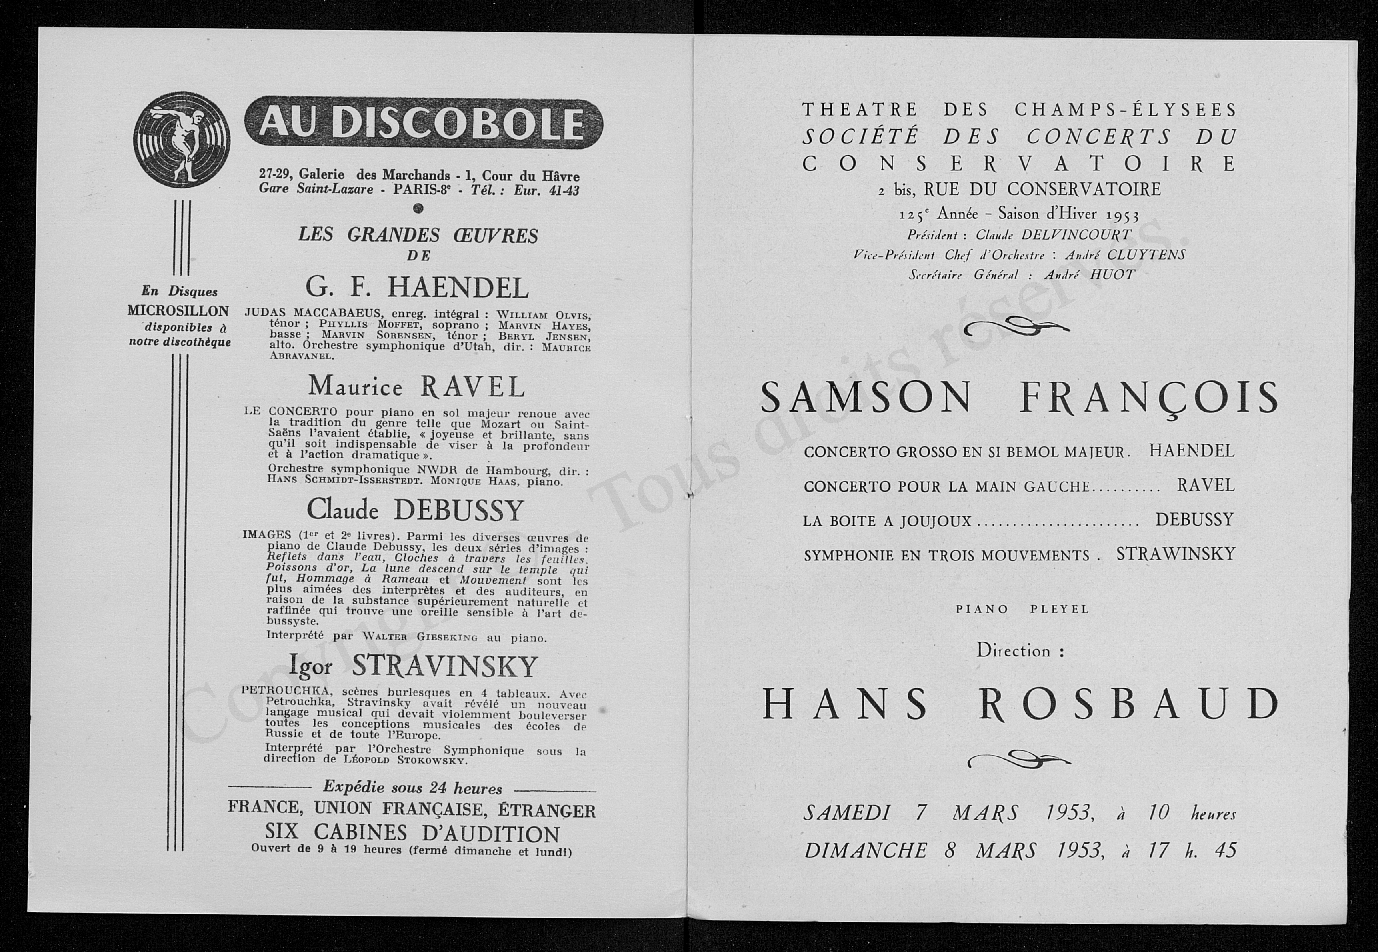 AU DISCOBOLE
27-29, Galerie des Marchands - 1, Cour du Hâvre
Gare Saint-Lazare - PARIS-8e - Tél. : Eur. 41-43
LES GRANDES ŒUVRES
DE
En Disques
MICROSILLON
disponibles à
notre discothèque
G. F. HAENDEL
JUDAS MACCABAEUS, enreg. intégral : WILLIAM OLVIS,
ténor ; PHYLLIS MOFFET, soprano ; MARVIN HAYES,
basse ; MARVIN SORENSEN, ténor ; BERYL JENSEN,
alto. Orchestre symphonique d'Utah, dir. : MAURICE
ABRAVANEL.
Maurice RAVEL
LE CONCERTO pour piano en sol majeur renoue avec
la tradition du genre telle que Mozart ou Saint-
Saëns l'avaient établie, « joyeuse et brillante, sans
qu'il soit indispensable de viser à la profondeur
et à l'action dramatique ».
Orchestre symphonique NWDR de Hambourg, dir. :
HANS SCHMIDT-ISSERSTEDT. MONIQUE HAAS, piano.
Claude DEBUSSY
IMAGES (1er et 2e livres). Parmi les diverses œuvres de
piano de Claude Debussy, les deux séries d'images :
Reflets dans l'eau, Cloches à travers les feuilles,
Poissons d'or, La lune descend sur le temple qui
fut, Hommage à Rameau et Mouvement sont les
plus aimées des interprètes et des auditeurs, en
raison de la substance supérieurement naturelle et
raffinée qui trouve une oreille sensible à l'art de-
bussyste.
Interprété par WALTER GIESEKING au piano.
Igor STRAVINSKY
PETROUCHKA, scènes burlesques en 4 tableaux. Avec
Petrouchka, Stravinsky avait révélé un nouveau
langage musical qui devait violemment bouleverser
toutes les conceptions musicales des écoles de
Russie et de toute l'Europe.
Interprété par l'Orchestre Symphonique sous la
direction de LÉOPOLD STOKOWSKY.
Expédie sous 24 heures
FRANCE, UNION FRANÇAISE, ÉTRANGER
SIX CABINES D'AUDITION
Ouvert de 9 à 19 heures (fermé dimanche et lundi)
THEATRE DES CHAMPS-ÉLYSEES
SOCIÉTÉ DES CONCERTS DU
CONSERVATOIRE
2 bis, RUE DU CONSERVATOIRE
125e Année - Saison d'Hiver 1953
Président : Claude DELVINCOURT
Vice-Président Chef d'Orchestre : André CLUYTENS
Secrétaire Général : André HUOT
SAMSON FRANÇOIS
CONCERTO GROSSO EN SI BEMOL MAJEUR. HAENDEL
CONCERTO POUR LA MAIN GAUCHE.......... RAVEL
LA BOITE A JOUJOUX ....................... DEBUSSY
SYMPHONIE EN TROIS MOUVEMENTS . STRAWINSKY
PIANO PLEYEL
Direction :
HANS ROSBAUD
SAMEDI 7 MARS 1953, à 10 heures
DIMANCHE 8 MARS 1953, à 17 h. 45
Copyright - Tous droits réservés.